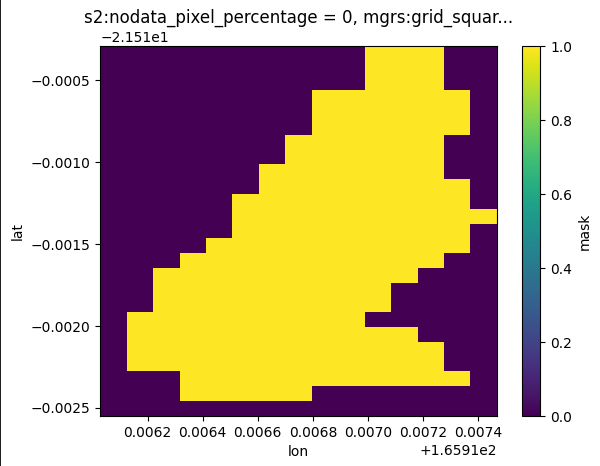 s2:nodata_pixel_percentage = 0, mgrs:grid_squar...
−2.151e1
−0.0005
−0.0010
−0.0015
−0.0020
−0.0025
lat
0.0062 0.0064 0.0066 0.0068 0.0070 0.0072 0.0074
lon
+1.6591e2
1.0
0.8
0.6
0.4
0.2
0.0
mask